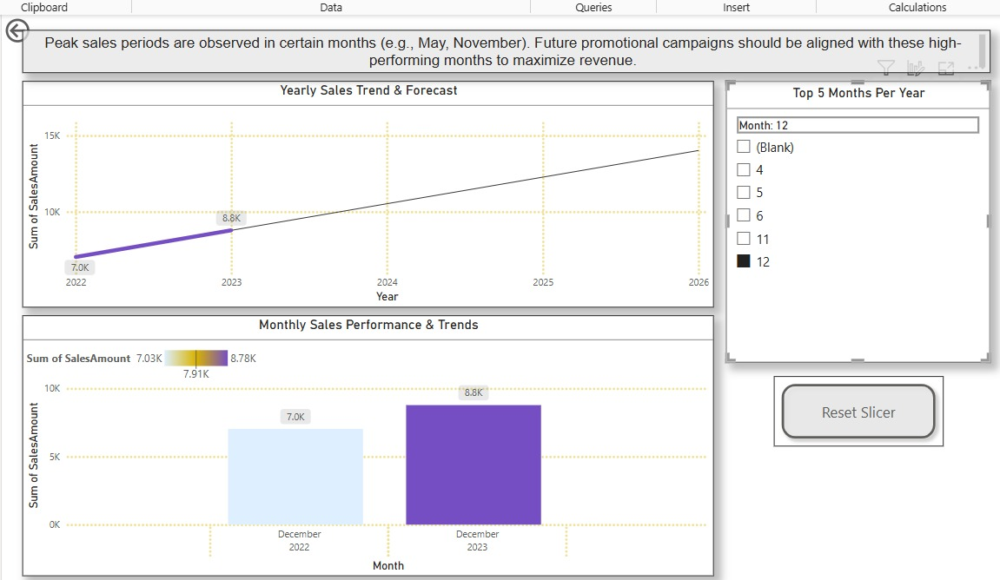 Clipboard Data Queries Insert Calculations
Peak sales periods are observed in certain months (e.g., May, November). Future promotional campaigns should be aligned with these high-
performing months to maximize revenue.
Yearly Sales Trend & Forecast
Sum of SalesAmount
15K
10K
8.8K
7.0K
2022 2023 2024 2025 2026
Year
Top 5 Months Per Year
Month: 12
(Blank)
4
5
6
11
12
Reset Slicer
Monthly Sales Performance & Trends
Sum of SalesAmount 7.03K 8.78K
7.91K
Sum of SalesAmount
10K
5K
0K
7.0K
8.8K
December December
2022 2023
Month